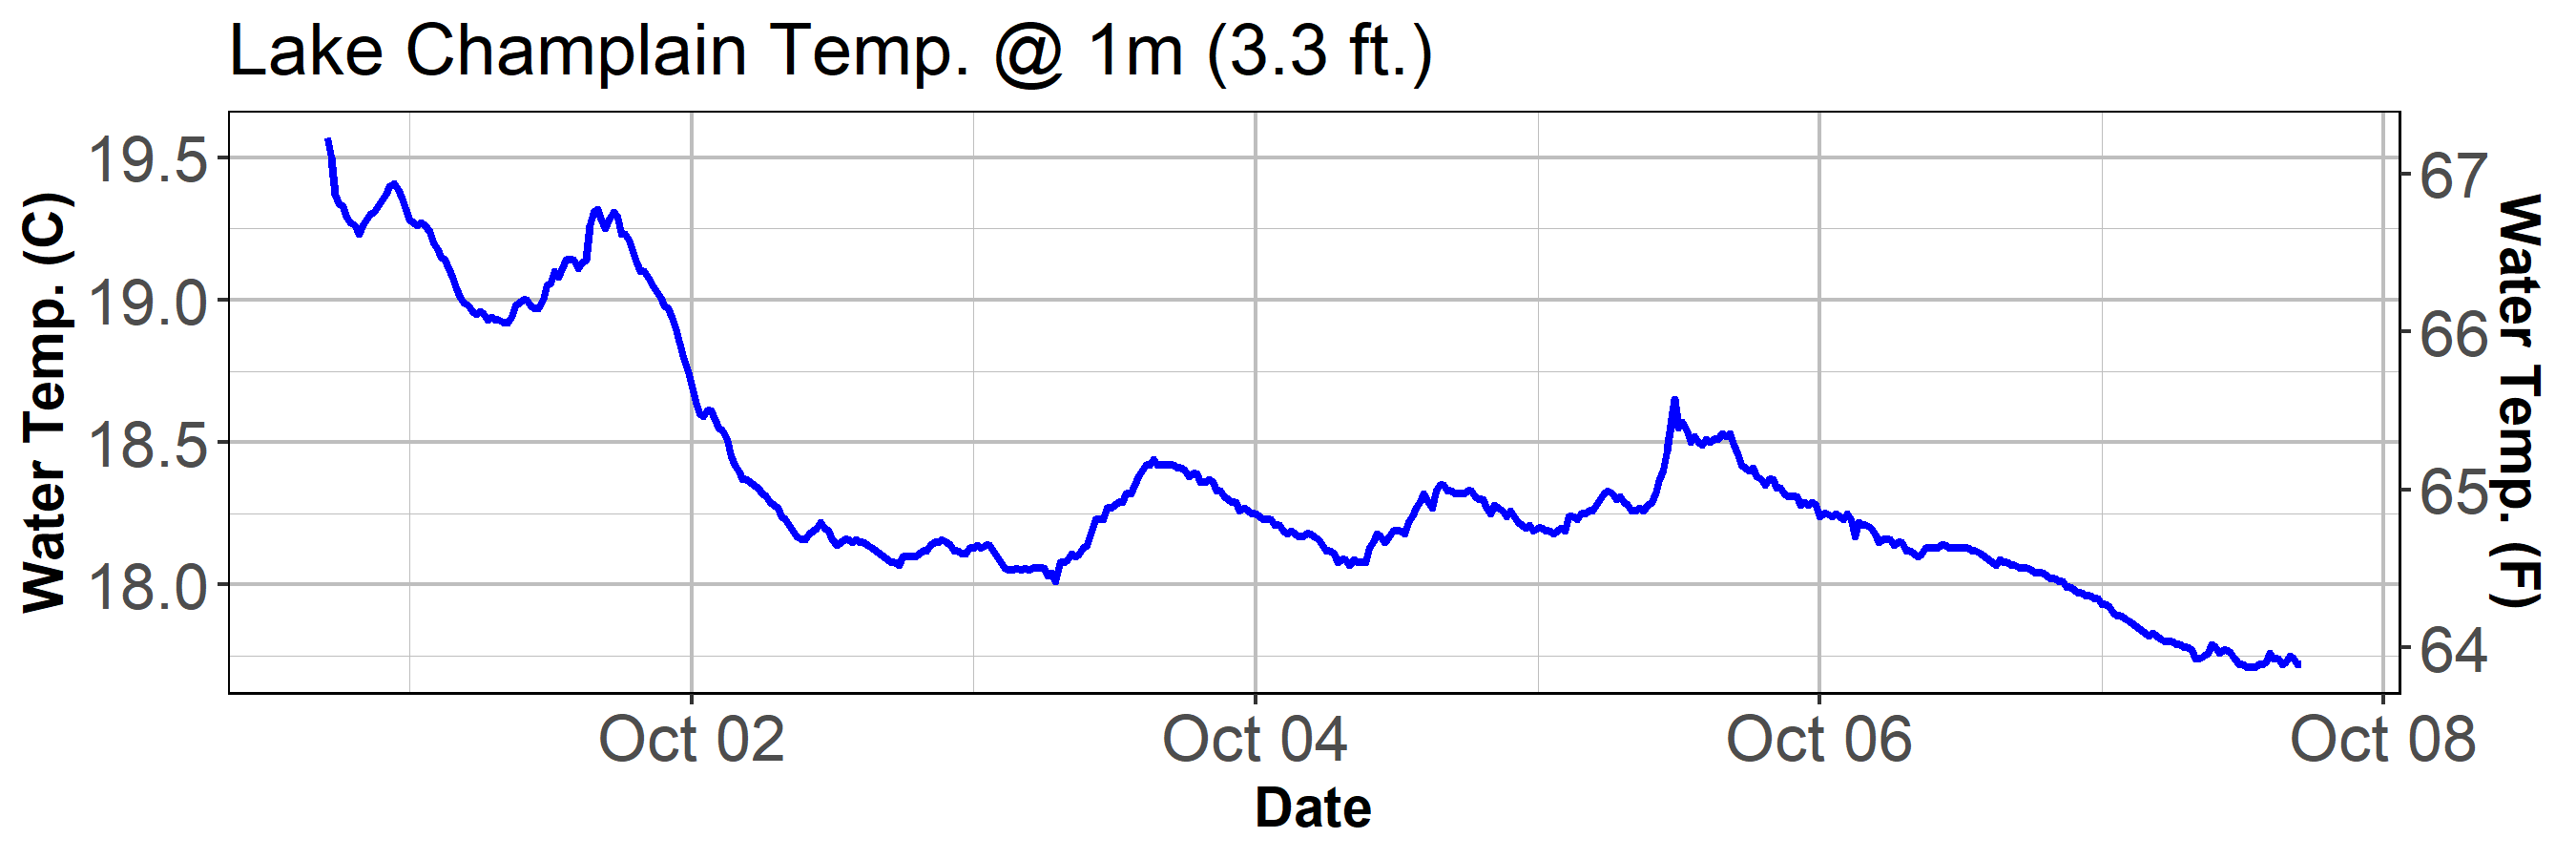 Lake Champlain Temp. @ 1m (3.3 ft.)
Water Temp. (C)
19.5
19.0
18.5
18.0
67
66
65
64
Water Temp. (F)
Oct 02 Oct 04 Oct 06 Oct 08
Date